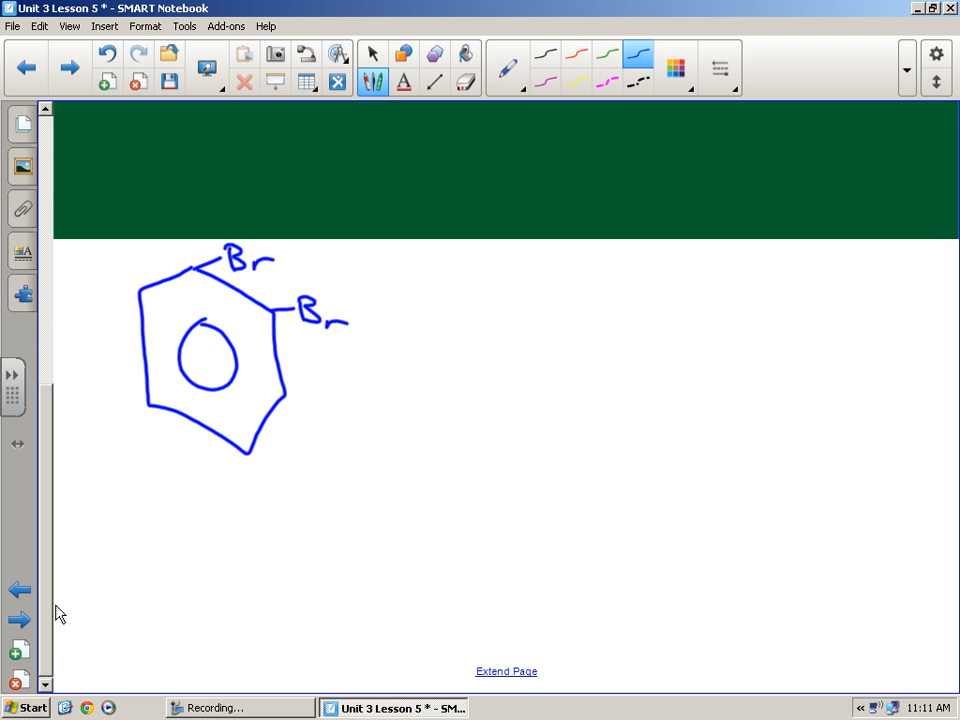 Unit 3 Lesson 5 * - SMART Notebook
File Edit View Insert Format Tools Add-ons Help
Br
Br
Extend Page
Start Recording... Unit 3 Lesson 5 * - SM... « 11:11 AM